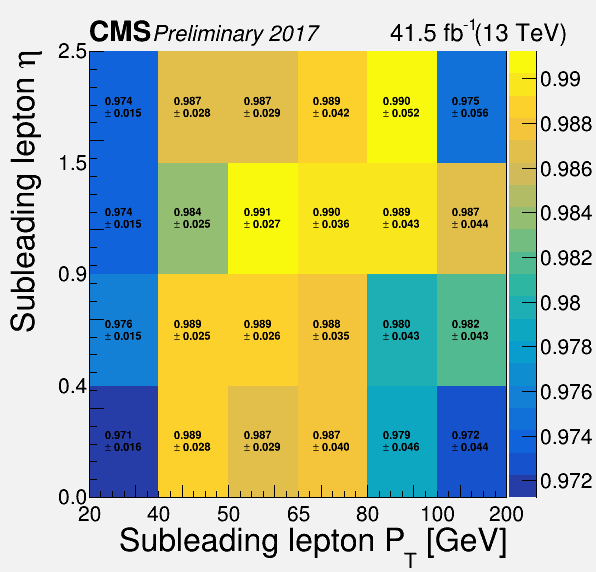 CMS Preliminary 2017 41.5 fb-1(13 TeV)
Subleading lepton η
2.5
1.5
0.9
0.4
0.0
0.974 0.987 0.987 0.989 0.990 0.975
± 0.015 ± 0.028 ± 0.029 ± 0.042 ± 0.052 ± 0.056
0.974 0.984 0.991 0.990 0.989 0.987
± 0.015 ± 0.025 ± 0.027 ± 0.036 ± 0.043 ± 0.044
0.976 0.989 0.989 0.988 0.980 0.982
± 0.015 ± 0.025 ± 0.026 ± 0.035 ± 0.043 ± 0.043
0.971 0.989 0.987 0.987 0.979 0.972
± 0.016 ± 0.028 ± 0.029 ± 0.040 ± 0.046 ± 0.044
20 40 50 65 80 100 200
Subleading lepton PT [GeV]
0.99
0.988
0.986
0.984
0.982
0.98
0.978
0.976
0.974
0.972